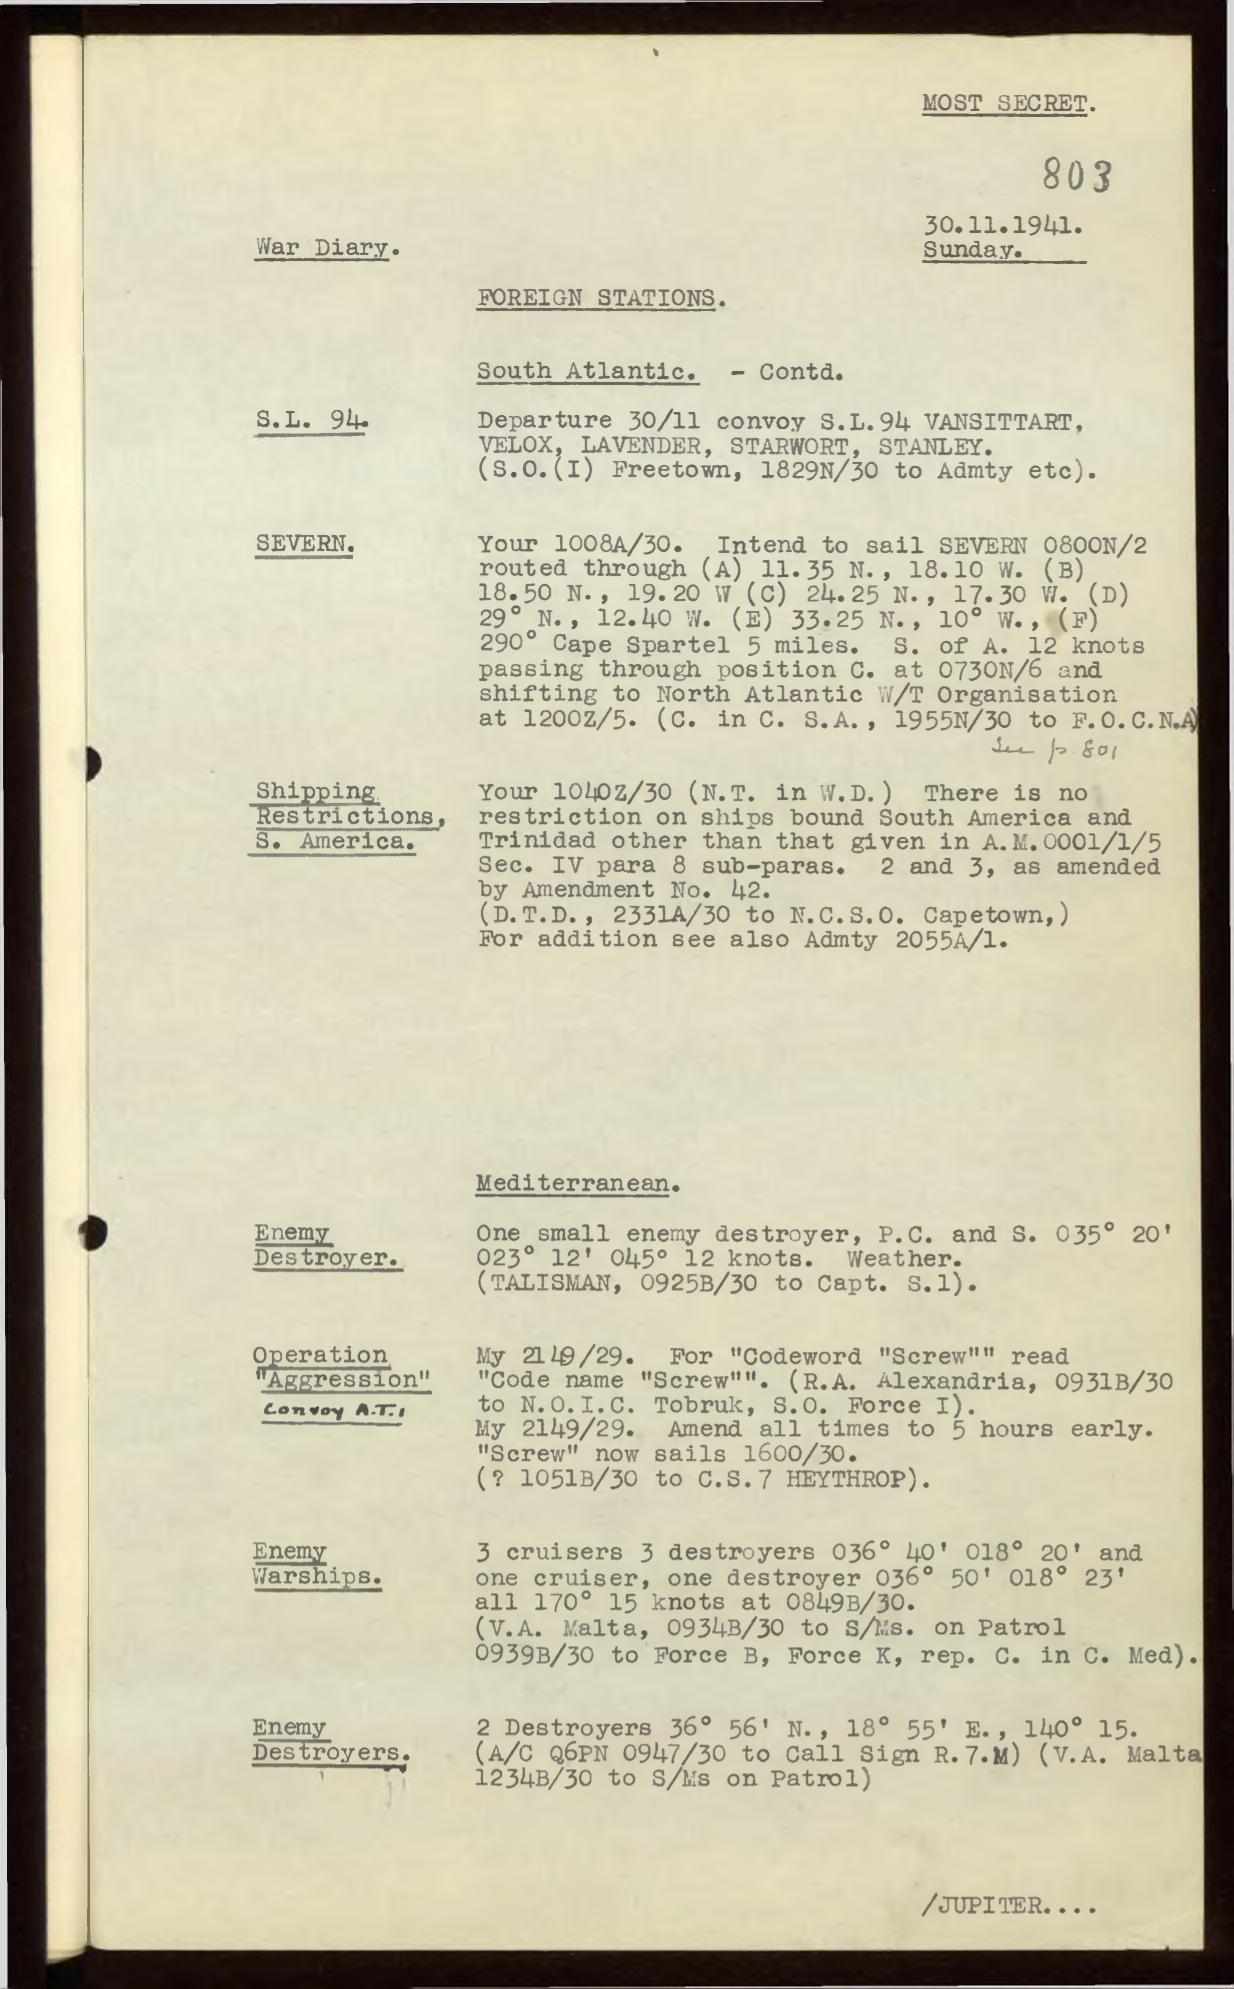 MOST SECRET.
803
30.11.1941.
War Diary.
Sunday.
FOREIGN STATIONS.
South Atlantic. - Contd.
S.L. 94.
Departure 30/11 convoy S.L.94 VANSITTART,
VELOX, LAVENDER, STARWORT, STANLEY.
(S.O.(I) Freetown, 1829N/30 to Admty etc).
SEVERN.
Your 1008A/30. Intend to sail SEVERN 0800N/2
routed through (A) 11.35 N., 18.10 W. (B)
18.50 N., 19.20 W (C) 24.25 N., 17.30 W. (D)
29° N., 12.40 W. (E) 33.25 N., 10° W., (F)
290° Cape Spartel 5 miles. S. of A. 12 knots
passing through position C. at 0730N/6 and
shifting to North Atlantic W/T Organisation
at 1200Z/5. (C. in C. S.A., 1955N/30 to F.O.C.N.A)
See p. 801
Shipping
Restrictions,
S. America.
Your 1040Z/30 (N.T. in W.D.) There is no
restriction on ships bound South America and
Trinidad other than that given in A.M.0001/1/5
Sec. IV para 8 sub-paras. 2 and 3, as amended
by Amendment No. 42.
(D.T.D., 2331A/30 to N.C.S.O. Capetown,)
For addition see also Admty 2055A/1.
Mediterranean.
Enemy
Destroyer.
One small enemy destroyer, P.C. and S. 035° 20'
023° 12' 045° 12 knots. Weather.
(TALISMAN, 0925B/30 to Capt. S.1).
Operation
"Aggression"
Convoy A.T.1
My 2149/29. For "Codeword "Screw"" read
"Code name "Screw"". (R.A. Alexandria, 0931B/30
to N.O.I.C. Tobruk, S.O. Force I).
My 2149/29. Amend all times to 5 hours early.
"Screw" now sails 1600/30.
(? 1051B/30 to C.S.7 HEYTHROP).
Enemy
Warships.
3 cruisers 3 destroyers 036° 40' 018° 20' and
one cruiser, one destroyer 036° 50' 018° 23'
all 170° 15 knots at 0849B/30.
(V.A. Malta, 0934B/30 to S/Ms. on Patrol
0939B/30 to Force B, Force K, rep. C. in C. Med).
Enemy
Destroyers.
2 Destroyers 36° 56' N., 18° 55' E., 140° 15.
(A/C Q6PN 0947/30 to Call Sign R.7.M) (V.A. Malta
1234B/30 to S/Ms on Patrol)
/JUPITER....